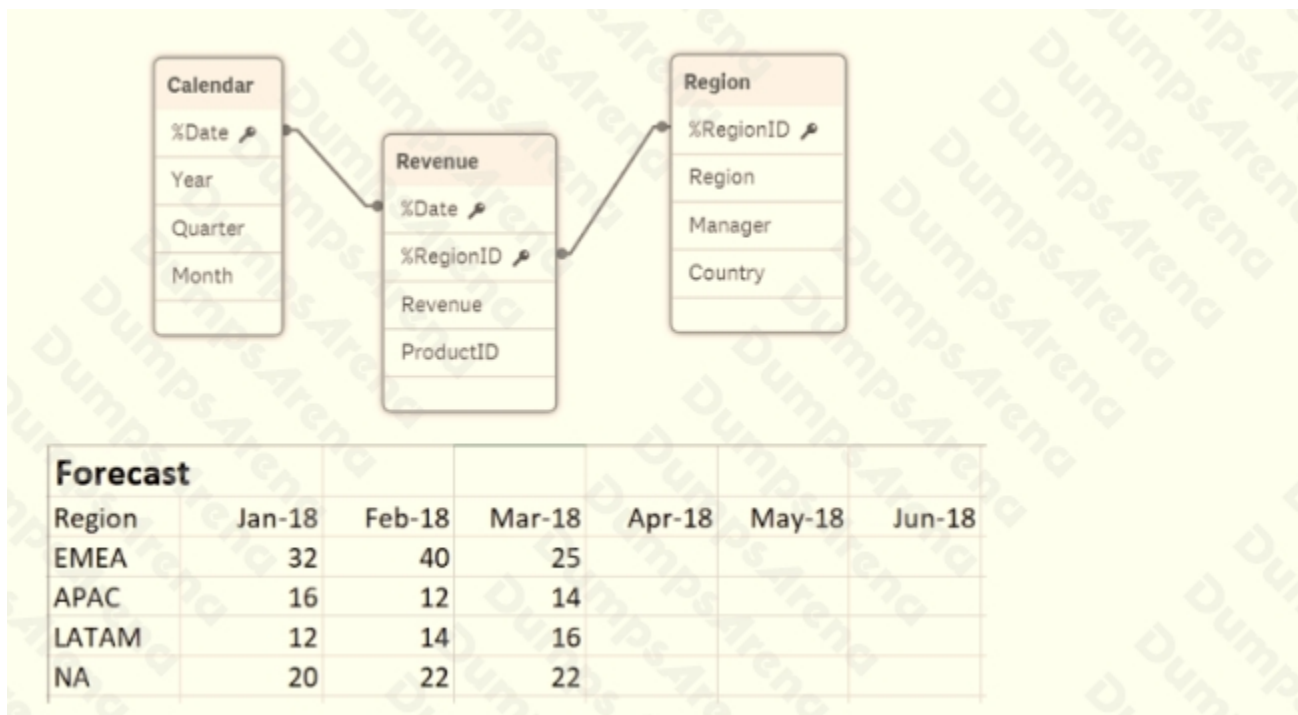 Calendar
%Date
Year
Quarter
Month
Revenue
%Date
%RegionID
Revenue
ProductID
Region
%RegionID
Region
Manager
Country
Forecast
Region Jan-18 Feb-18 Mar-18 Apr-18 May-18 Jun-18
EMEA 32 40 25
APAC 16 12 14
LATAM 12 14 16
NA 20 22 22
DumpsArena